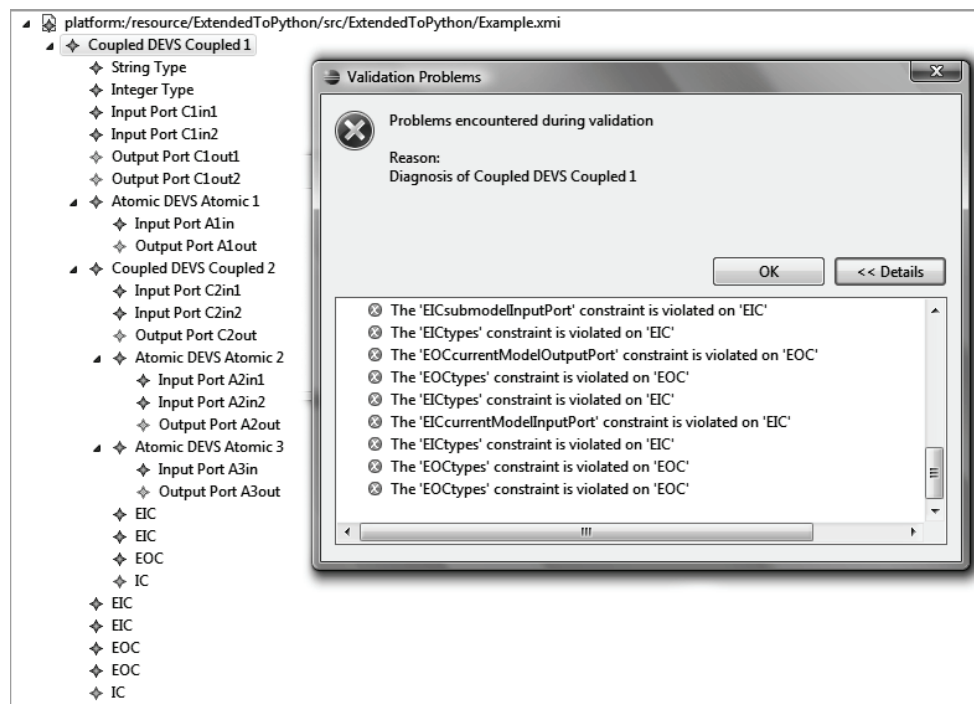 platform:/resource/ExtendedToPython/src/ExtendedToPython/Example.xmi
Coupled DEVS Coupled 1
String Type
Integer Type
Input Port C1in1
Input Port C1in2
Output Port C1out1
Output Port C1out2
Atomic DEVS Atomic 1
Input Port A1in
Output Port A1out
Coupled DEVS Coupled 2
Input Port C2in1
Input Port C2in2
Output Port C2out
Atomic DEVS Atomic 2
Input Port A2in1
Input Port A2in2
Output Port A2out
Atomic DEVS Atomic 3
Input Port A3in
Output Port A3out
EIC
EIC
EOC
IC
EIC
EIC
EOC
EOC
IC
Validation Problems
Problems encountered during validation
Reason:
Diagnosis of Coupled DEVS Coupled 1
OK
<< Details
The 'EICsubmodelInputPort' constraint is violated on 'EIC'
The 'EICtypes' constraint is violated on 'EIC'
The 'EOCcurrentModelOutputPort' constraint is violated on 'EOC'
The 'EOCtypes' constraint is violated on 'EOC'
The 'EICtypes' constraint is violated on 'EIC'
The 'EICcurrentModelInputPort' constraint is violated on 'EIC'
The 'EICtypes' constraint is violated on 'EIC'
The 'EOCtypes' constraint is violated on 'EOC'
The 'EOCtypes' constraint is violated on 'EOC'